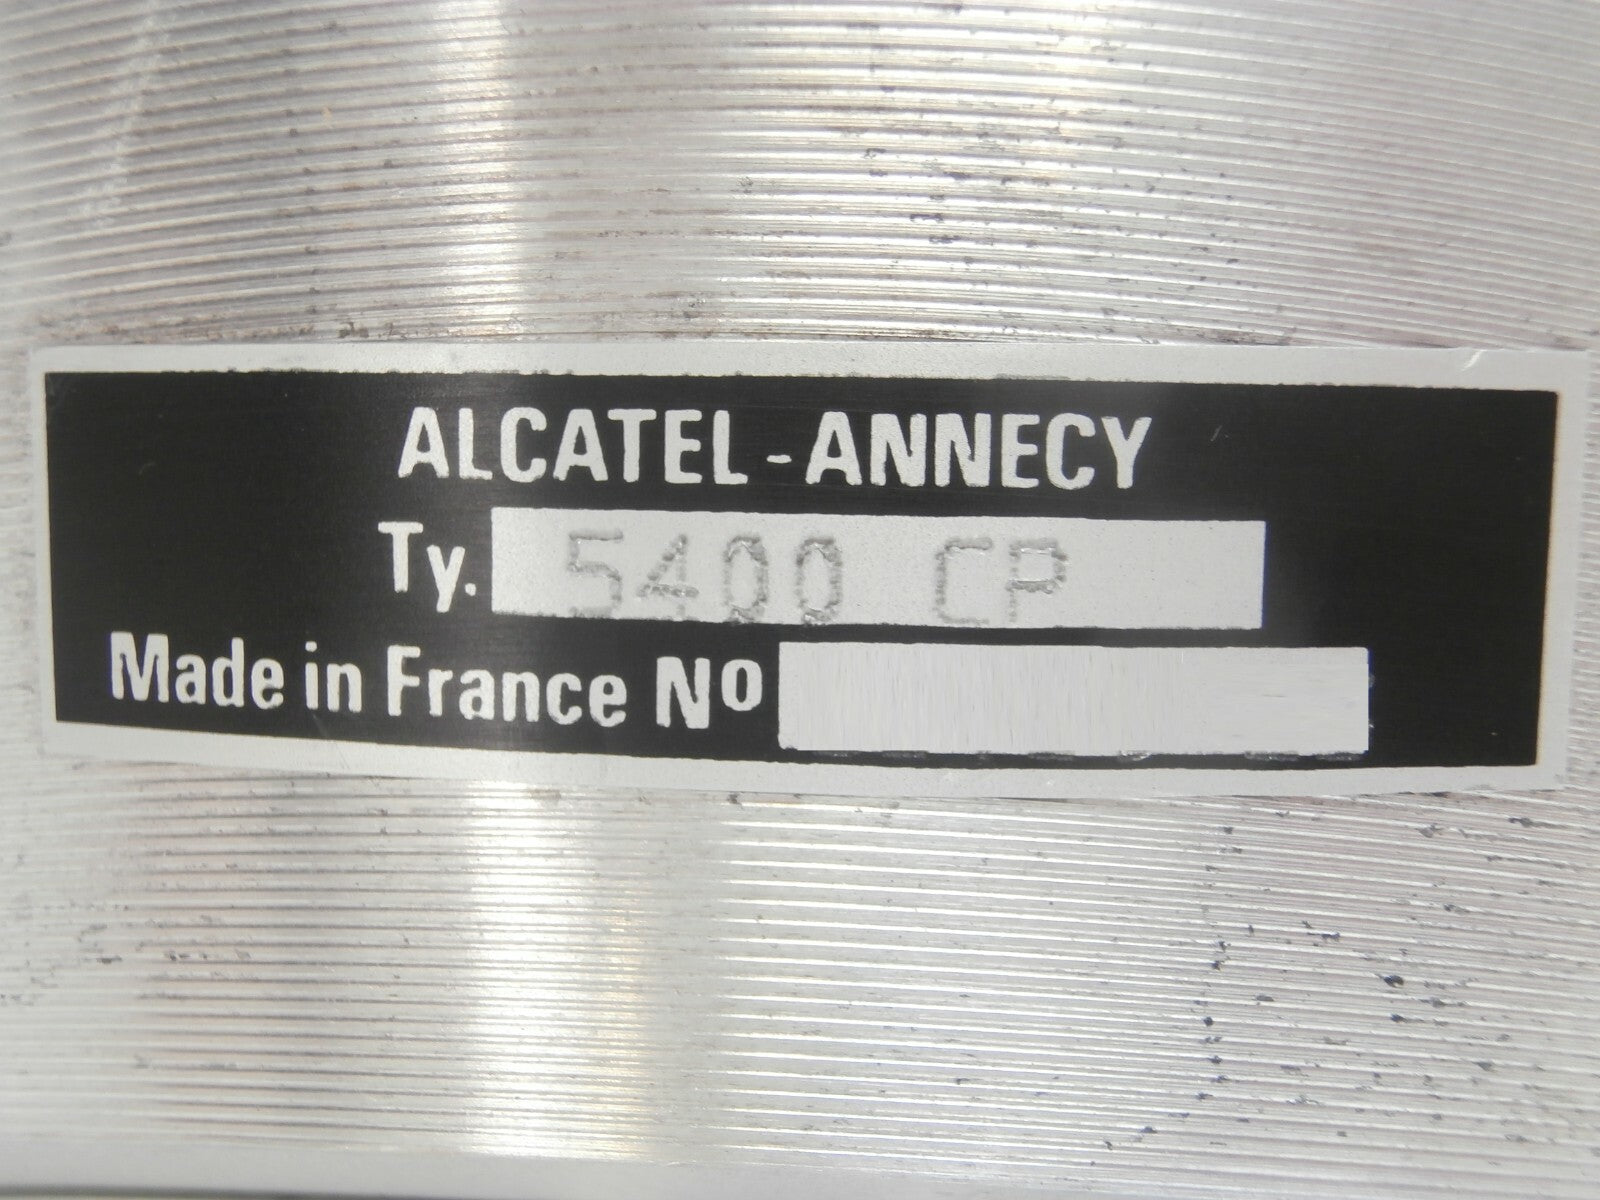 ALCATEL - ANNECY
Ty. 5400 CP
Made in France Nº